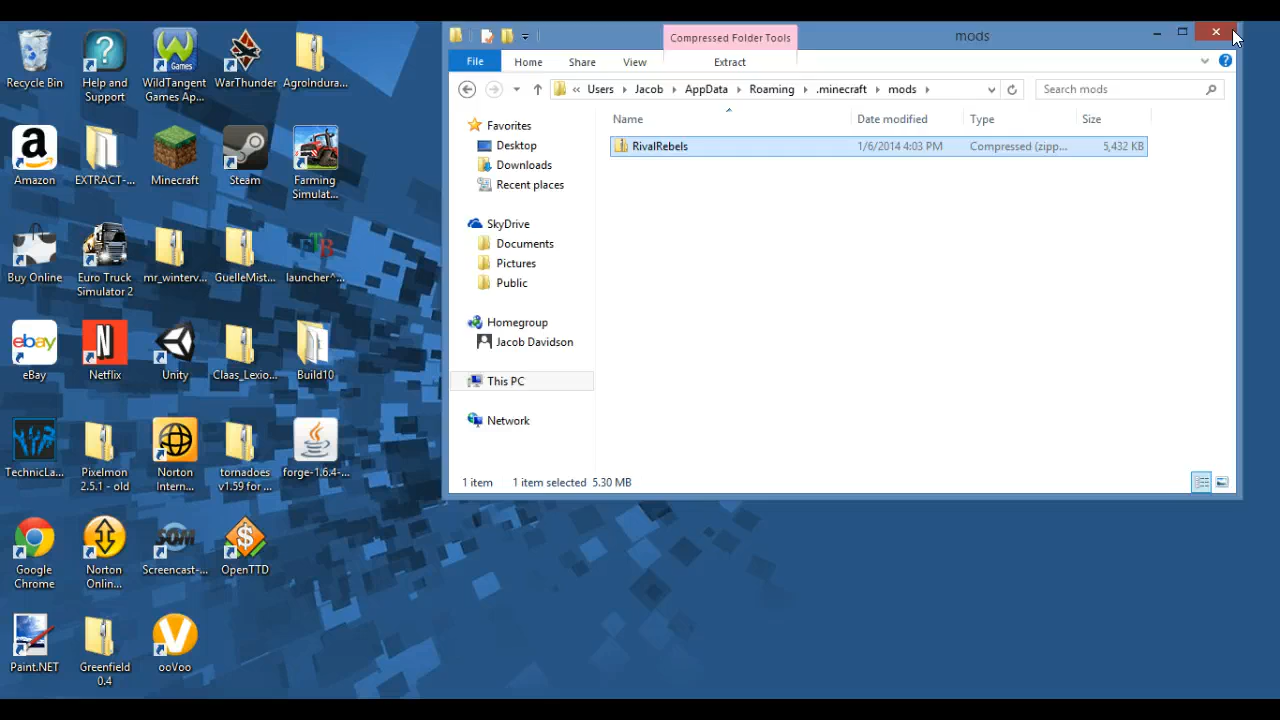 Compressed Folder Tools
mods
File Home Share View Extract
« Users Jacob AppData Roaming .minecraft mods
Search mods
Name Date modified Type Size
RivalRebels 1/6/2014 4:03 PM Compressed (zipp... 5,432 KB
Favorites
Desktop
Downloads
Recent places
SkyDrive
Documents
Pictures
Public
Homegroup
Jacob Davidson
This PC
Network
1 item 1 item selected 5.30 MB
Recycle Bin
Help and
Support
WildTangent
Games Ap...
WarThunder
AgroIndura...
Amazon
EXTRACT-...
Minecraft
Steam
Farming
Simulat...
Buy Online
Euro Truck
Simulator 2
mr_winterv...
GuelleMist...
FTB
launcher^...
ebay
eBay
Netflix
Unity
Claas_Lexio...
Build10
TechnicLa...
Pixelmon
2.5.1 - old
Norton
Intern...
tornadoes
v1.59 for ...
forge-1.6.4-...
Google
Chrome
Norton
Onlin...
Screencast-...
OpenTTD
Paint.NET
Greenfield
0.4
ooVoo